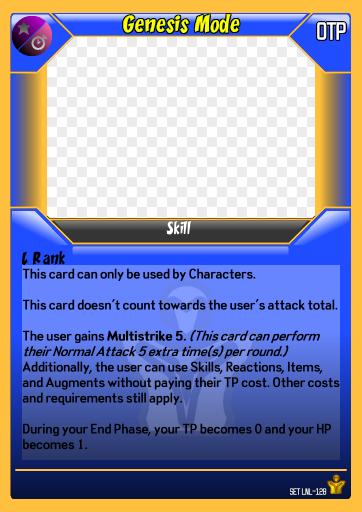 Genesis Mode
0TP
Skill
L Rank
This card can only be used by Characters.
This card doesn't count towards the user's attack total.
The user gains Multistrike 5. (This card can perform
their Normal Attack 5 extra time(s) per round.)
Additionally, the user can use Skills, Reactions, Items,
and Augments without paying their TP cost. Other costs
and requirements still apply.
During your End Phase, your TP becomes 0 and your HP
becomes 1.
SET LNL-128